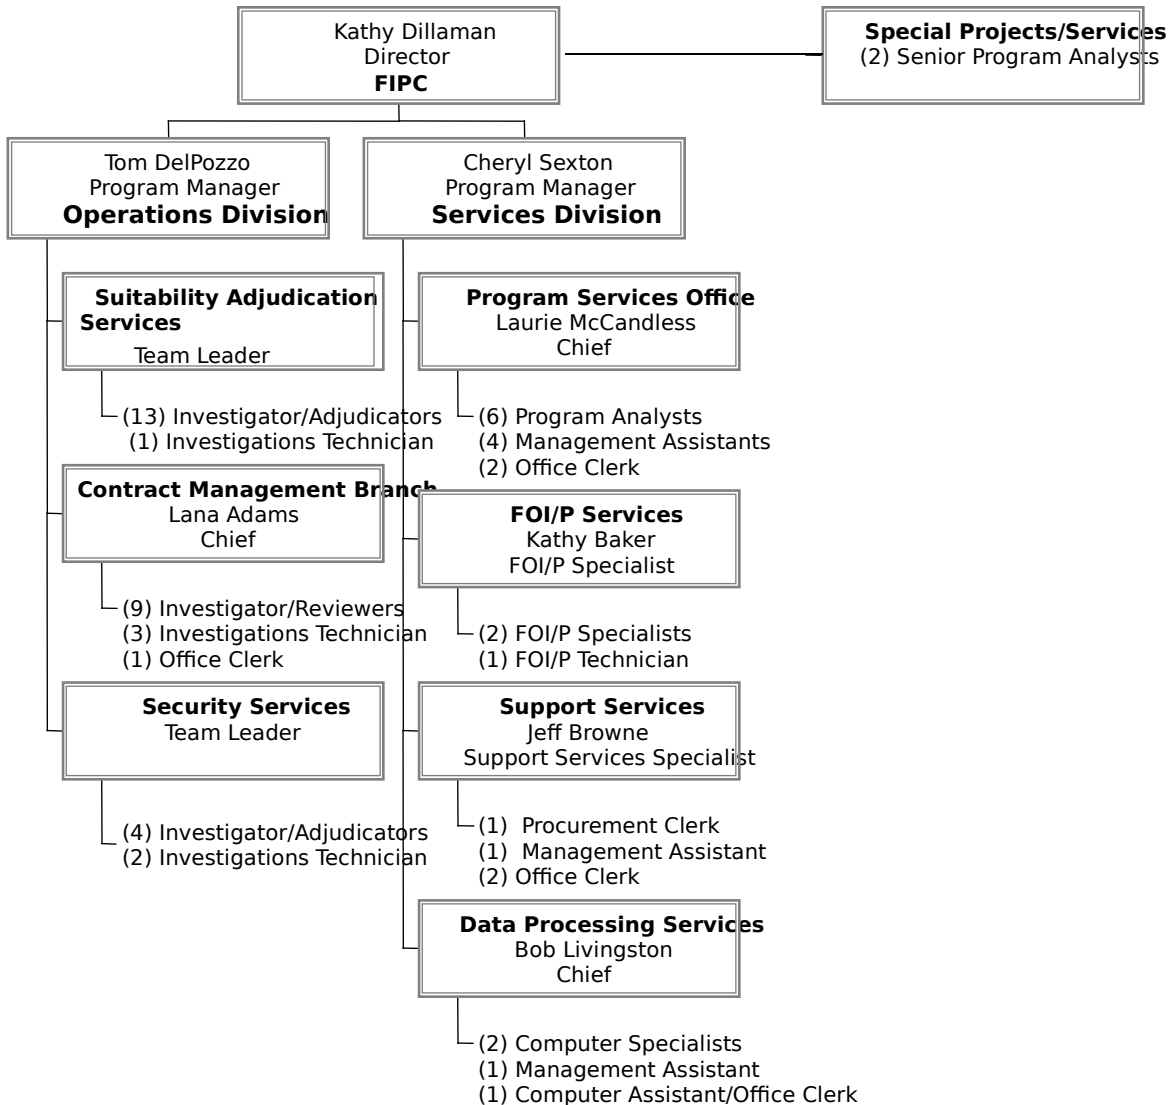 Kathy Dillaman
Director
FIPC
Special Projects/Services
(2) Senior Program Analysts
Tom DelPozzo
Program Manager
Operations Division
Cheryl Sexton
Program Manager
Services Division
Suitability Adjudication
Services
Team Leader
(13) Investigator/Adjudicators
(1) Investigations Technician
Contract Management Branch
Lana Adams
Chief
(9) Investigator/Reviewers
(3) Investigations Technician
(1) Office Clerk
Security Services
Team Leader
(4) Investigator/Adjudicators
(2) Investigations Technician
Program Services Office
Laurie McCandless
Chief
(6) Program Analysts
(4) Management Assistants
(2) Office Clerk
FOI/P Services
Kathy Baker
FOI/P Specialist
(2) FOI/P Specialists
(1) FOI/P Technician
Support Services
Jeff Browne
Support Services Specialist
(1) Procurement Clerk
(1) Management Assistant
(2) Office Clerk
Data Processing Services
Bob Livingston
Chief
(2) Computer Specialists
(1) Management Assistant
(1) Computer Assistant/Office Clerk